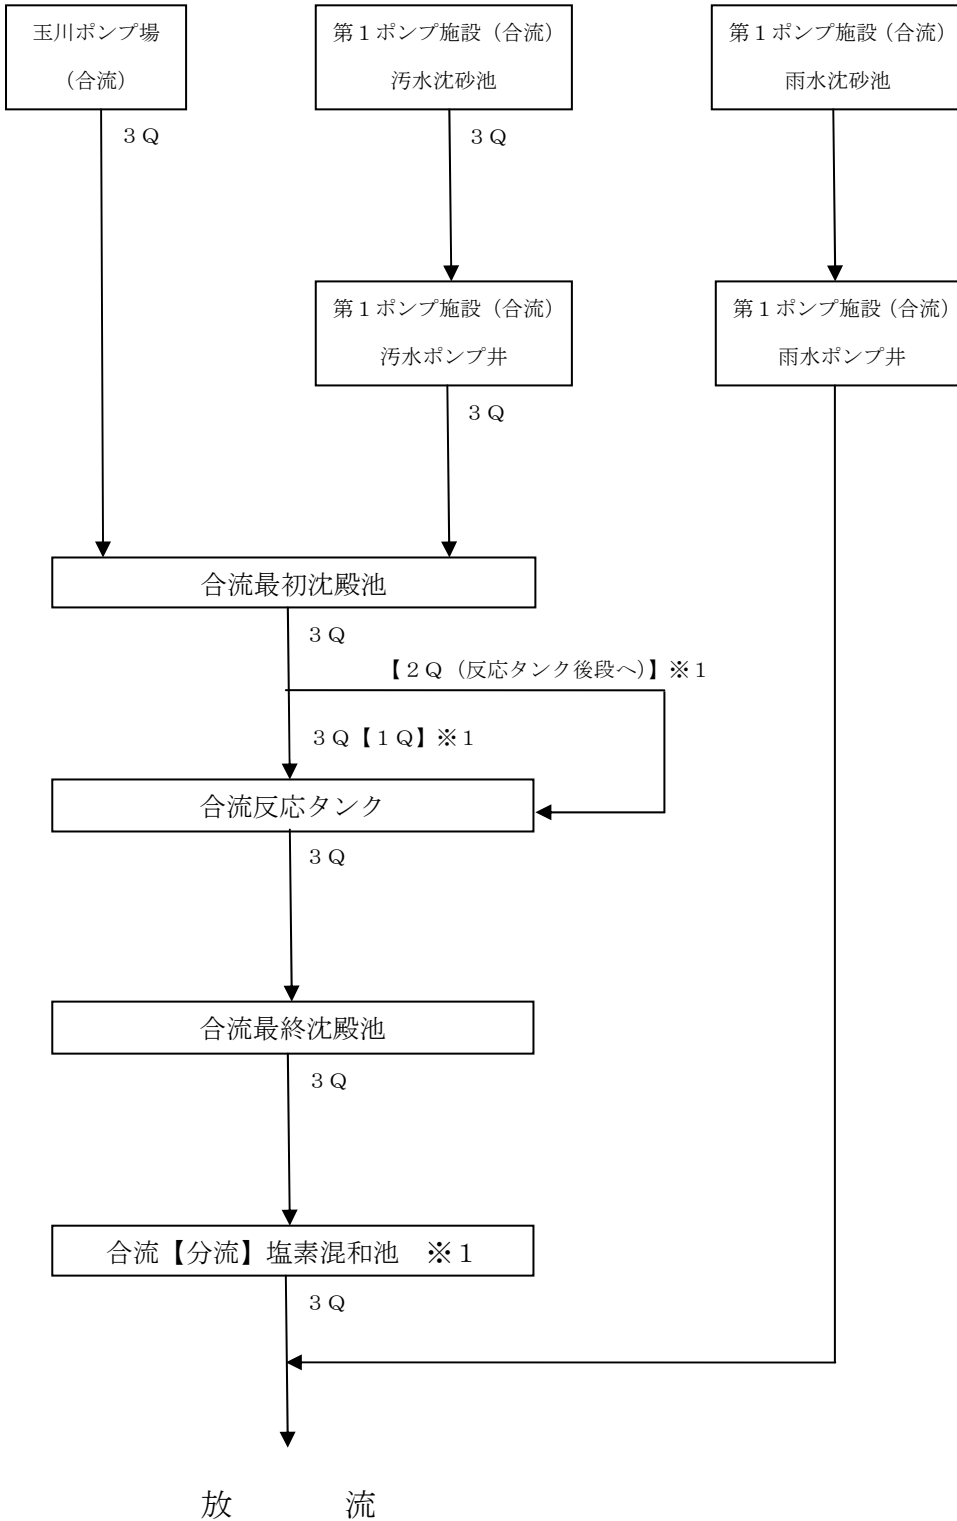 玉川ポンプ場
（合流）
第１ポンプ施設（合流）
汚水沈砂池
第１ポンプ施設（合流）
雨水沈砂池
３Ｑ
３Ｑ
第１ポンプ施設（合流）
汚水ポンプ井
第１ポンプ施設（合流）
雨水ポンプ井
３Ｑ
合流最初沈殿池
３Ｑ
【２Ｑ（反応タンク後段へ）】※１
３Ｑ【１Ｑ】※１
合流反応タンク
３Ｑ
合流最終沈殿池
３Ｑ
合流【分流】塩素混和池　※１
３Ｑ
放　　　流